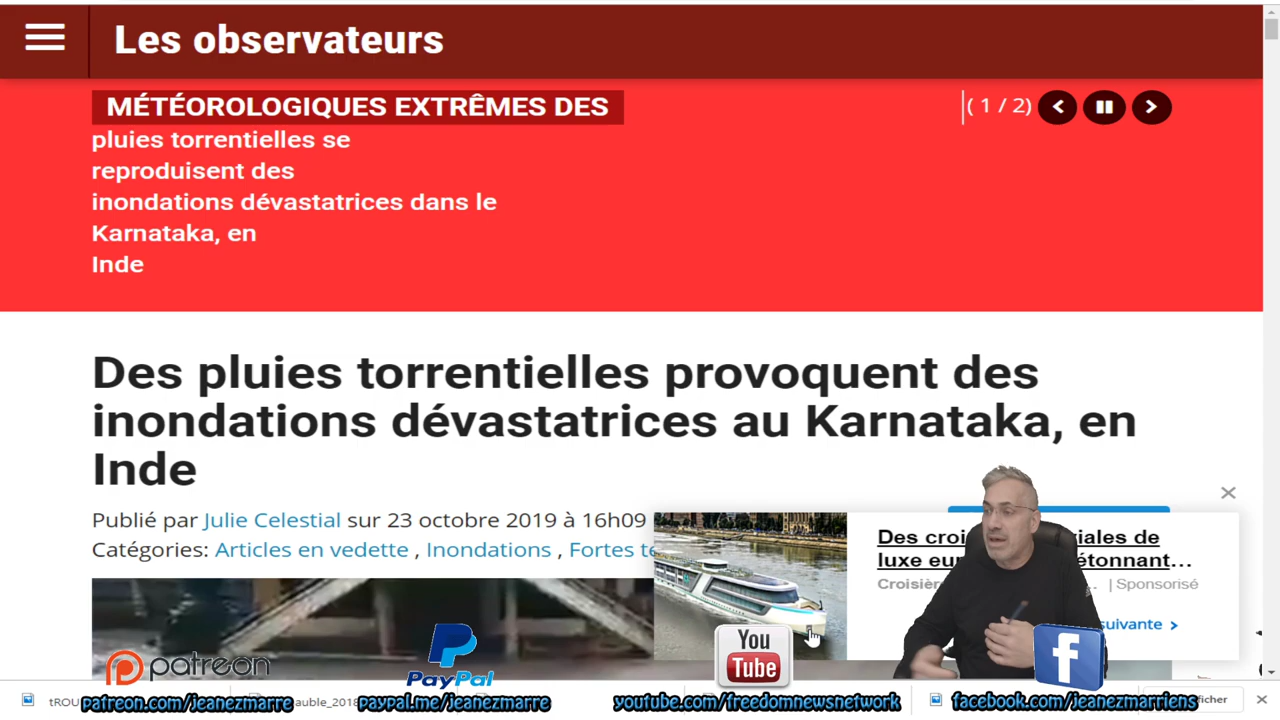 Les observateurs
MÉTÉOROLOGIQUES EXTRÊMES DES
( 1 / 2)
pluies torrentielles se
reproduisent des
inondations dévastatrices dans le
Karnataka, en
Inde
Des pluies torrentielles provoquent des
inondations dévastatrices au Karnataka, en
Inde
Publié par Julie Celestial sur 23 octobre 2019 à 16h09
Catégories: Articles en vedette , Inondations , Fortes
Des iales de
luxe étonnant...
| Sponsorisé
suivante >
patreon
PayPal
You
Tube
f
patreon.com/jeanezmarre
paypal.me/jeanezmarre
youtube.com/freedomnewsnetwork
facebook.com/jeanezmarriens